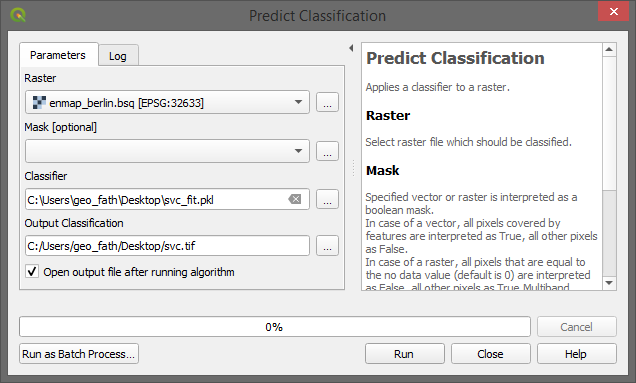 Predict Classification
Parameters
Log
Raster
enmap_berlin.bsq [EPSG:32633]
...
Mask [optional]
...
Classifier
C:\Users\geo_fath\Desktop\svc_fit.pkl
...
Output Classification
C:/Users/geo_fath/Desktop/svc.tif
...
Open output file after running algorithm
Predict Classification
Applies a classifier to a raster.
Raster
Select raster file which should be classified.
Mask
Specified vector or raster is interpreted as a
boolean mask.
In case of a vector, all pixels covered by
features are interpreted as True, all other pixels
as False.
In case of a raster, all pixels that are equal to
the no data value (default is 0) are interpreted
as False, all other pixels as True Multiband
0%
Cancel
Run as Batch Process...
Run
Close
Help